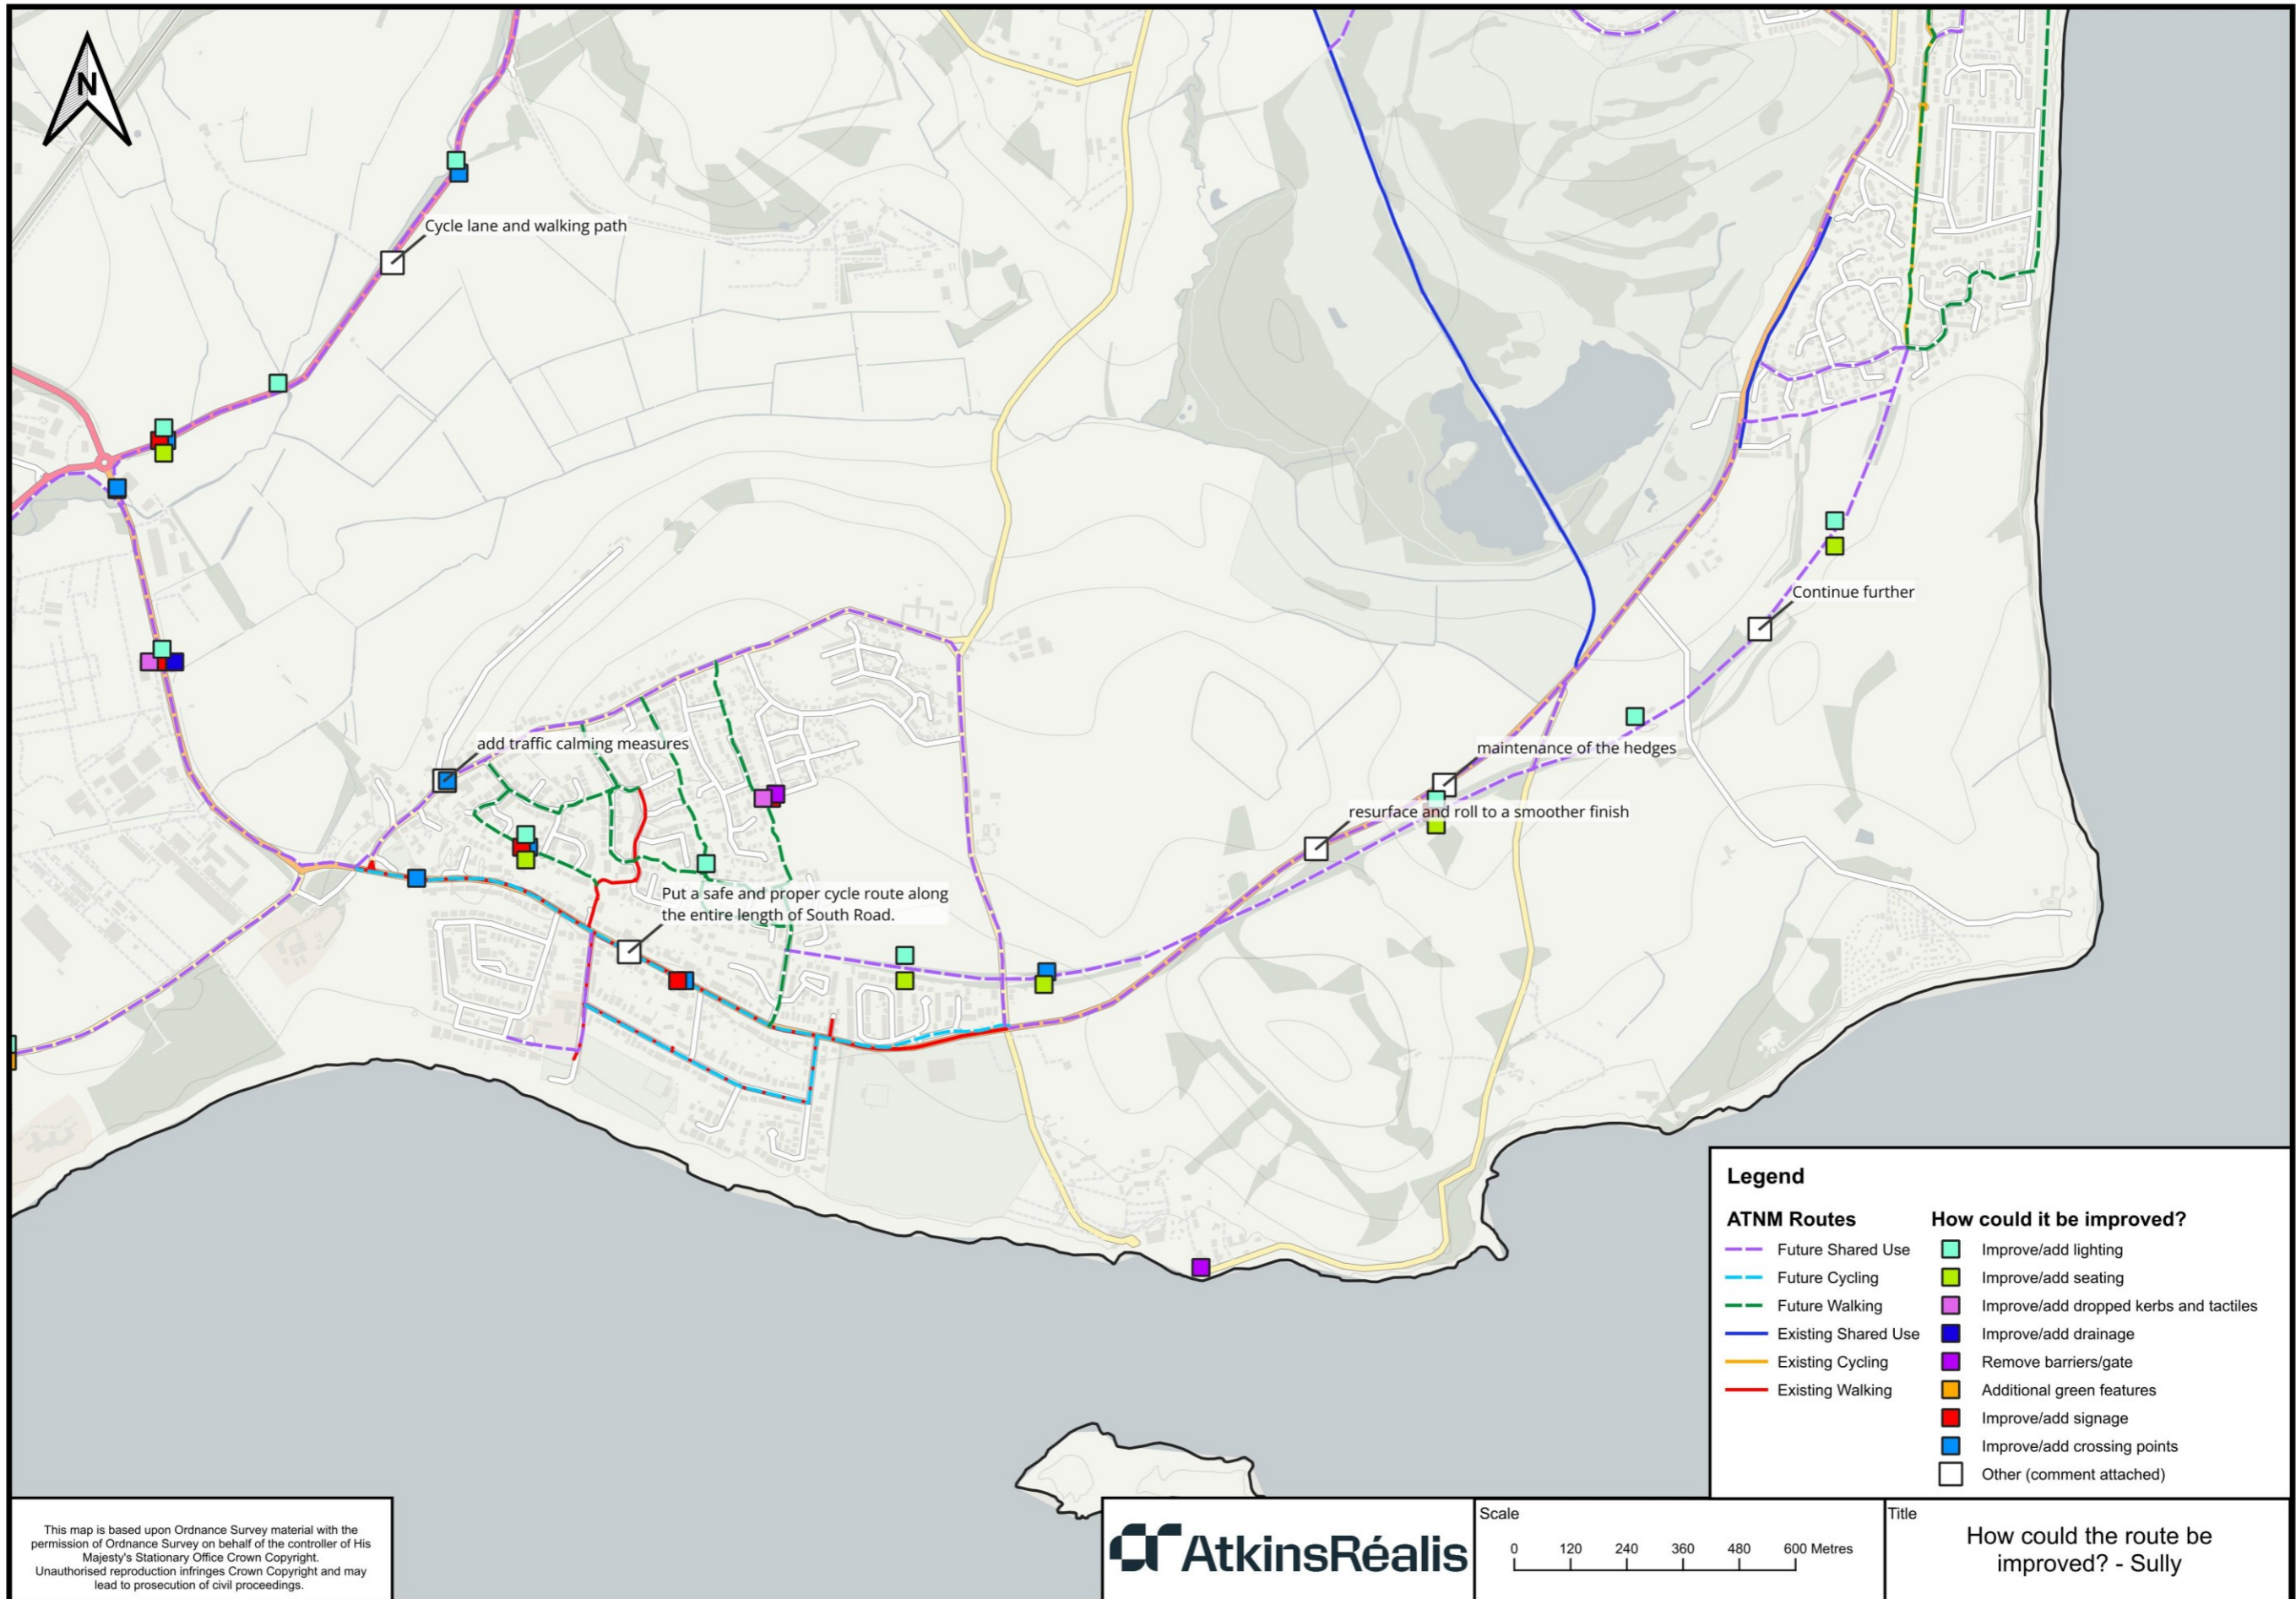 N
Cycle lane and walking path
Continue further
add traffic calming measures
maintenance of the hedges
resurface and roll to a smoother finish
Put a safe and proper cycle route along
the entire length of South Road.
Legend
ATNM Routes
Future Shared Use
Future Cycling
Future Walking
Existing Shared Use
Existing Cycling
Existing Walking
How could it be improved?
Improve/add lighting
Improve/add seating
Improve/add dropped kerbs and tactiles
Improve/add drainage
Remove barriers/gate
Additional green features
Improve/add signage
Improve/add crossing points
Other (comment attached)
This map is based upon Ordnance Survey material with the
permission of Ordnance Survey on behalf of the controller of His
Majesty's Stationary Office Crown Copyright.
Unauthorised reproduction infringes Crown Copyright and may
lead to prosecution of civil proceedings.
AtkinsRéalis
Scale
0 120 240 360 480 600 Metres
Title
How could the route be
improved? - Sully